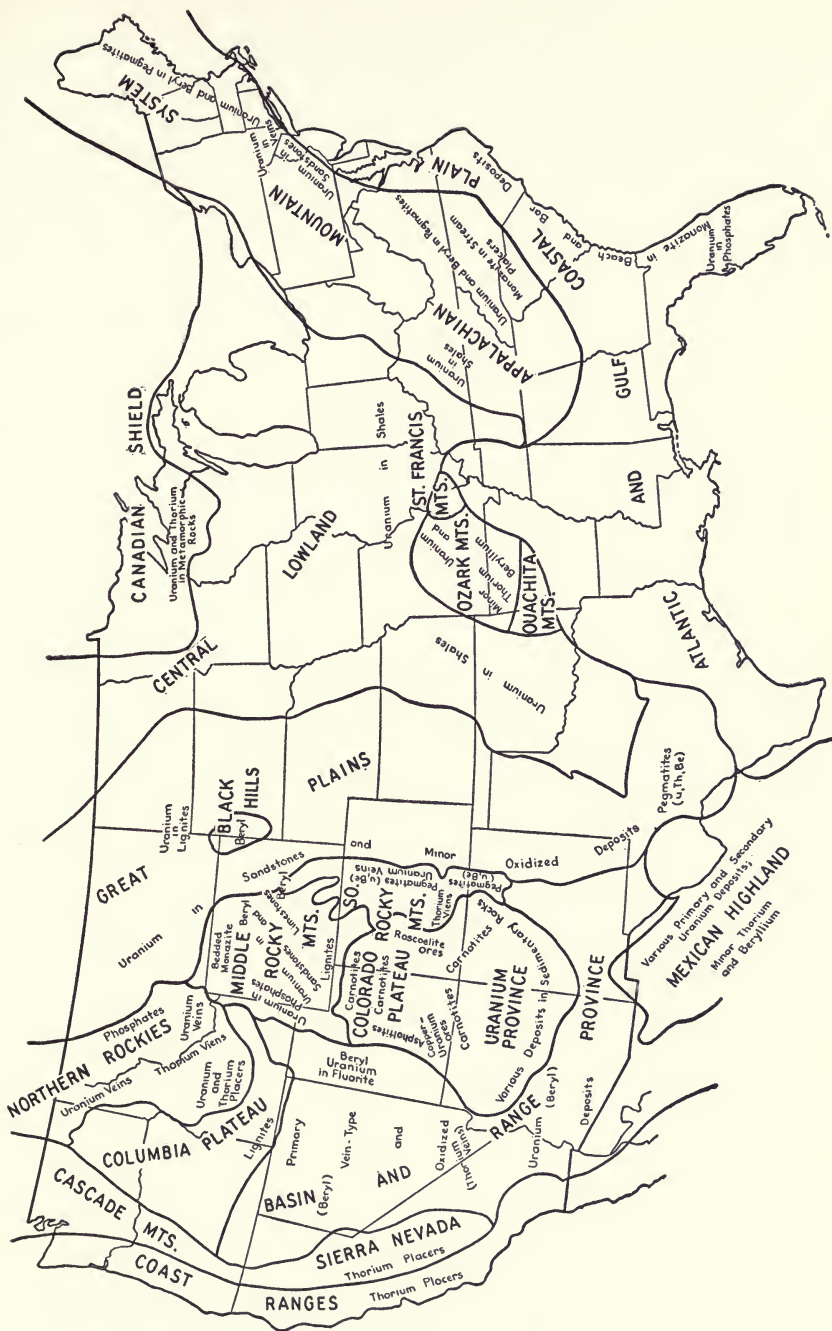 NORTHERN
ROCKIES
Phosphates
Uranium
Veins
Thorium Viens
Uranium Veins
Uranium
and
Thorium
Placers
CASCADE
MTS.
COLUMBIA
PLATEAU
Lignites
COAST
RANGES
Thorium Placers
Thorium Placers
SIERRA NEVADA
BASIN
AND
RANGE
PROVINCE
(Beryl)
Primary
Vein-Type
and
Oxidized
(Thorium Veins)
Uranium (Beryl)
Deposits
Beryl
Uranium
in Fluorite
GREAT
PLAINS
Uranium in
Sandstones
and
Minor
Oxidized
Deposits
Uranium
in
Lignites
BLACK
HILLS
Beryl
MIDDLE
ROCKY
MTS.
Bedded
Monazite
Beryl
Beryl
Uranium in
Sandstones and
Limestones
Uranium in
Phosphates
Lignites
SO.
ROCKY
MTS.
Pegmatites (u,Be)
Uranium Veins
Thorium
Viens
Pegmatites
(u,Be)
Roscoelite
ores
COLORADO
PLATEAU
Carnotites
Carnotites
Asphaltites
Copper-
Uranium
Ores
Carnotites
Carnotites
URANIUM
PROVINCE
Various Deposits in Sedimentary Rocks
Pegmatites
(u,Th,Be)
Various Primary and Secondary
Uranium Deposits;
MEXICAN HIGHLAND
Minor Thorium
and Beryllium
CENTRAL
LOWLAND
Uranium in Shales
Uranium in Shales
CANADIAN
SHIELD
Uranium and Thorium
in Metamorphic
Rocks
ST. FRANCIS
MTS.
OZARK MTS.
Minor Uranium and
Thorium
Beryllium
OUACHITA
MTS.
APPALACHIAN
MOUNTAIN
SYSTEM
Uranium and Beryl in Pegmatites
Uranium
in
Veins
Uranium in
Sandstones
Uranium in
Shales
Uranium and Beryl in Pegmatites
Monazite in Stream
Placers
ATLANTIC
AND
GULF
COASTAL
PLAIN
Monazite in
Beach
and Bar
Deposits
Uranium
in
Phosphates